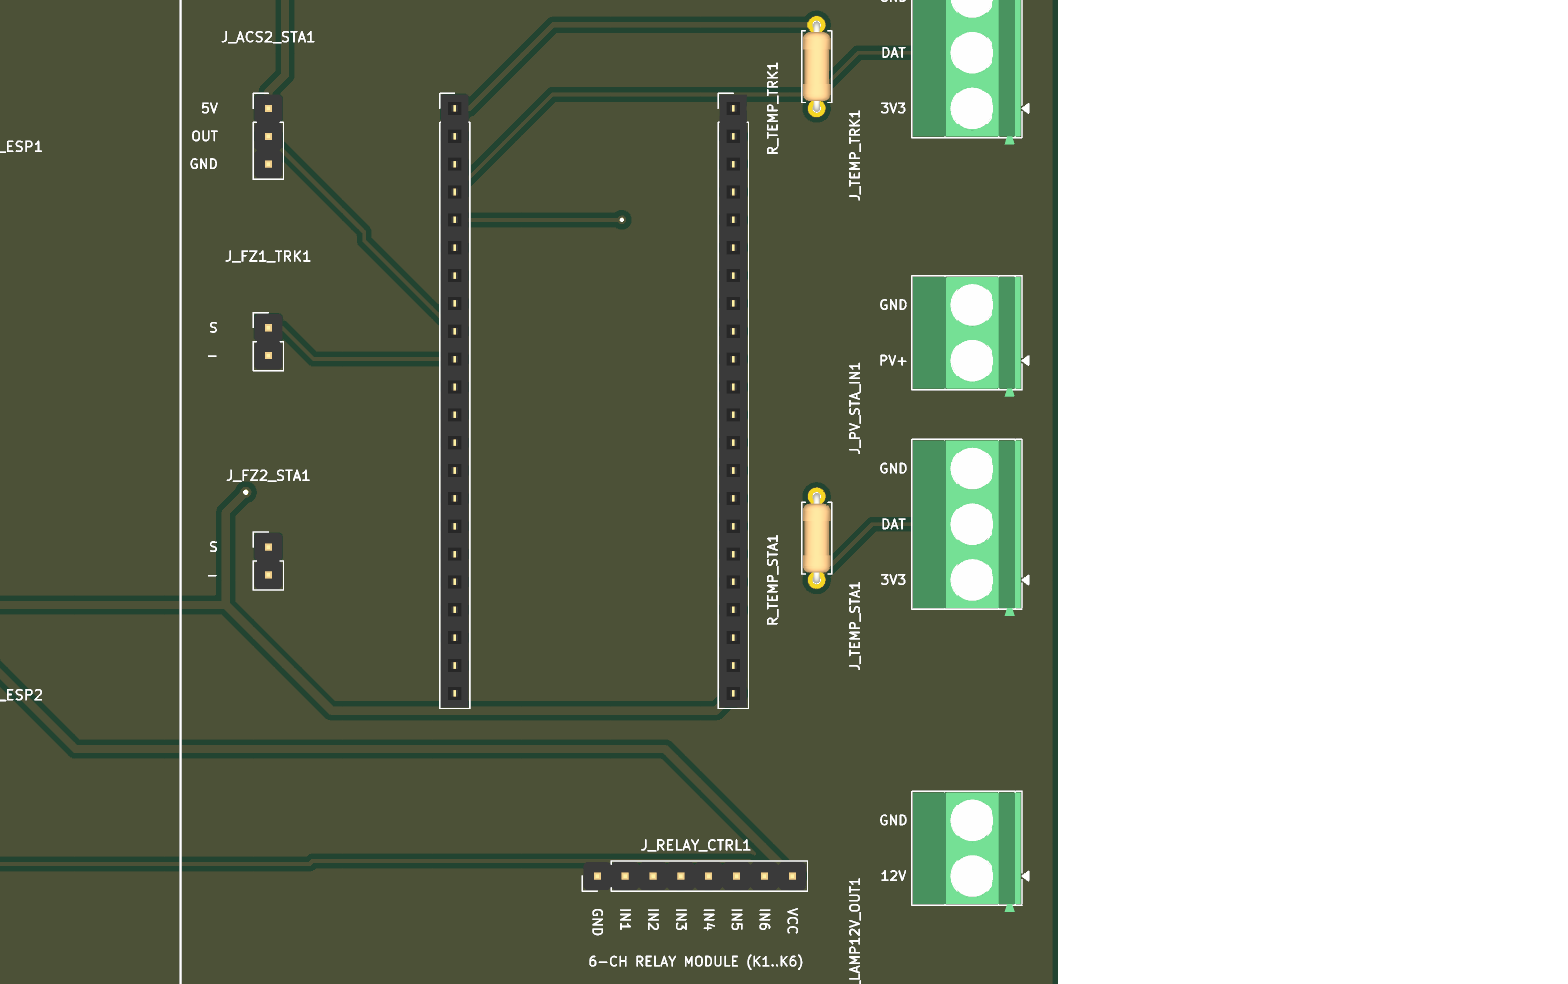 J_ACS2_STA1
5V
OUT
GND
_ESP1
J_FZ1_TRK1
S
–
J_FZ2_STA1
S
–
_ESP2
R_TEMP_TRK1
J_TEMP_TRK1
DAT
3V3
GND
PV+
J_PV_STA_IN1
GND
DAT
3V3
R_TEMP_STA1
J_TEMP_STA1
GND
12V
_LAMP12V_OUT1
J_RELAY_CTRL1
GND IN1 IN2 IN3 IN4 IN5 IN6 VCC
6-CH RELAY MODULE (K1..K6)